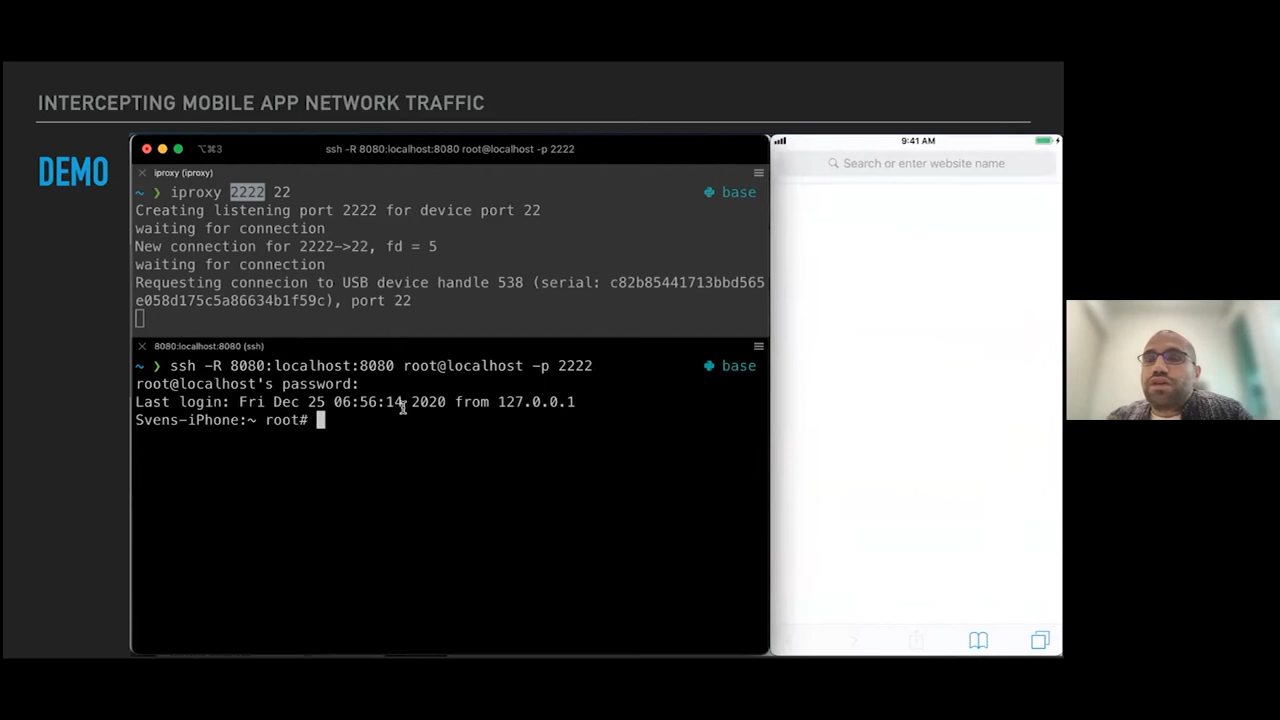 INTERCEPTING MOBILE APP NETWORK TRAFFIC
DEMO
⌥⌘3
ssh -R 8080:localhost:8080 root@localhost -p 2222
iproxy (iproxy)
~ ❯ iproxy 2222 22
base
Creating listening port 2222 for device port 22
waiting for connection
New connection for 2222->22, fd = 5
waiting for connection
Requesting connecion to USB device handle 538 (serial: c82b85441713bbd565
e058d175c5a86634b1f59c), port 22
8080:localhost:8080 (ssh)
~ ❯ ssh -R 8080:localhost:8080 root@localhost -p 2222
base
root@localhost's password:
Last login: Fri Dec 25 06:56:14 2020 from 127.0.0.1
Svens-iPhone:~ root#
9:41 AM
Search or enter website name